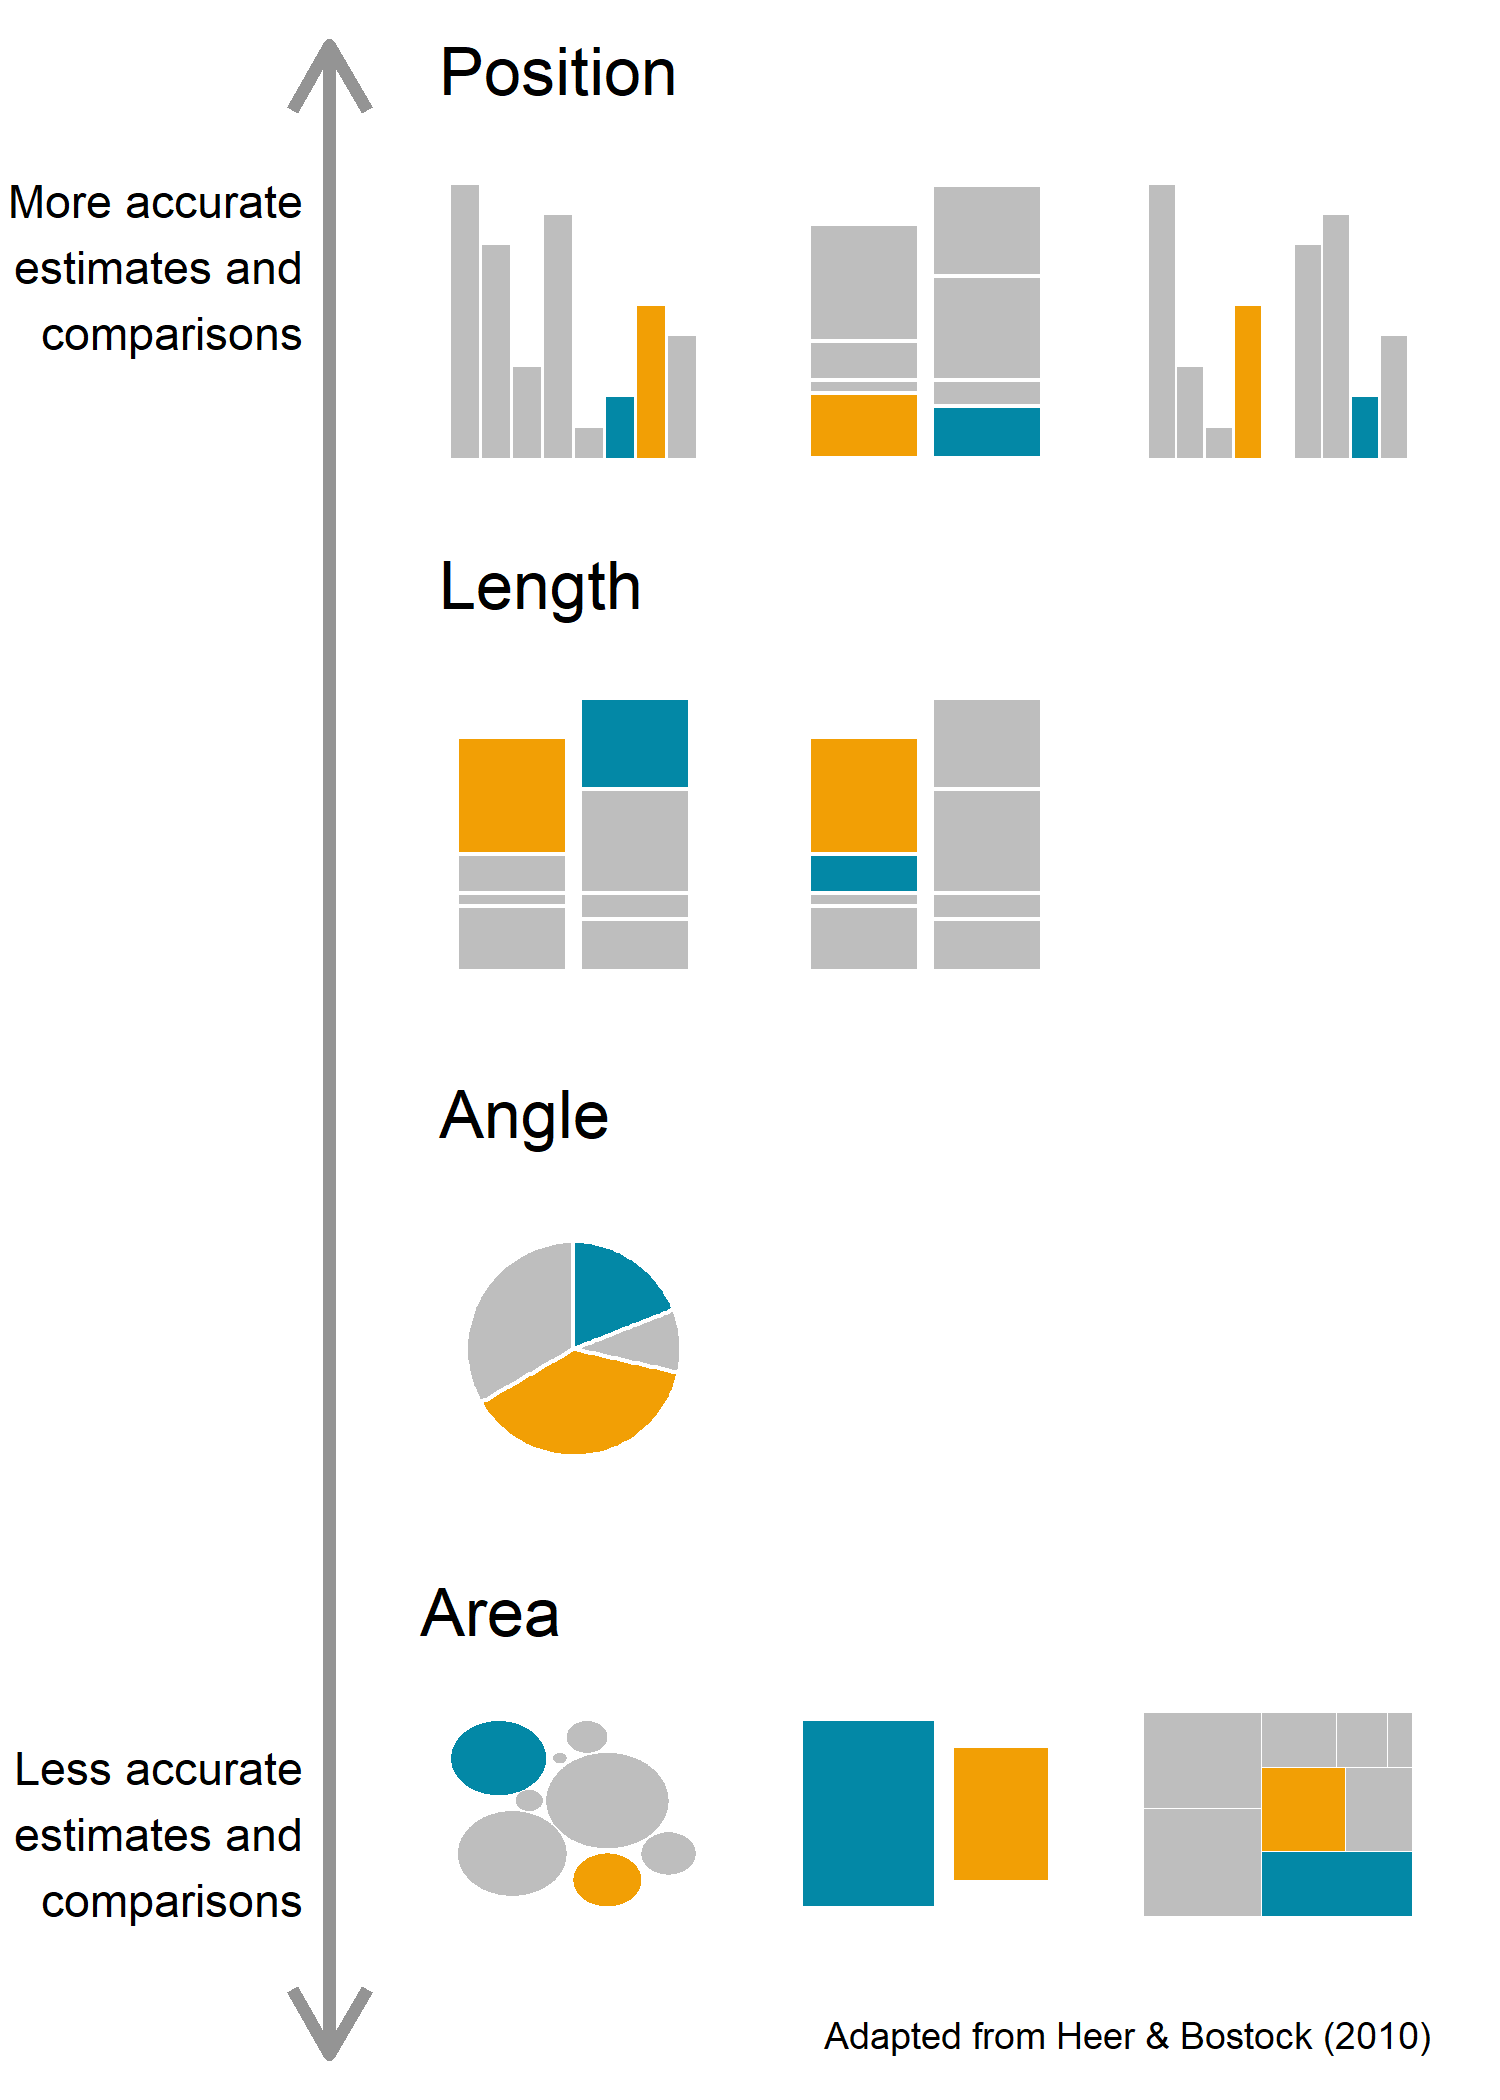 Position
More accurate
estimates and
comparisons
Length
Angle
Area
Less accurate
estimates and
comparisons
Adapted from Heer & Bostock (2010)